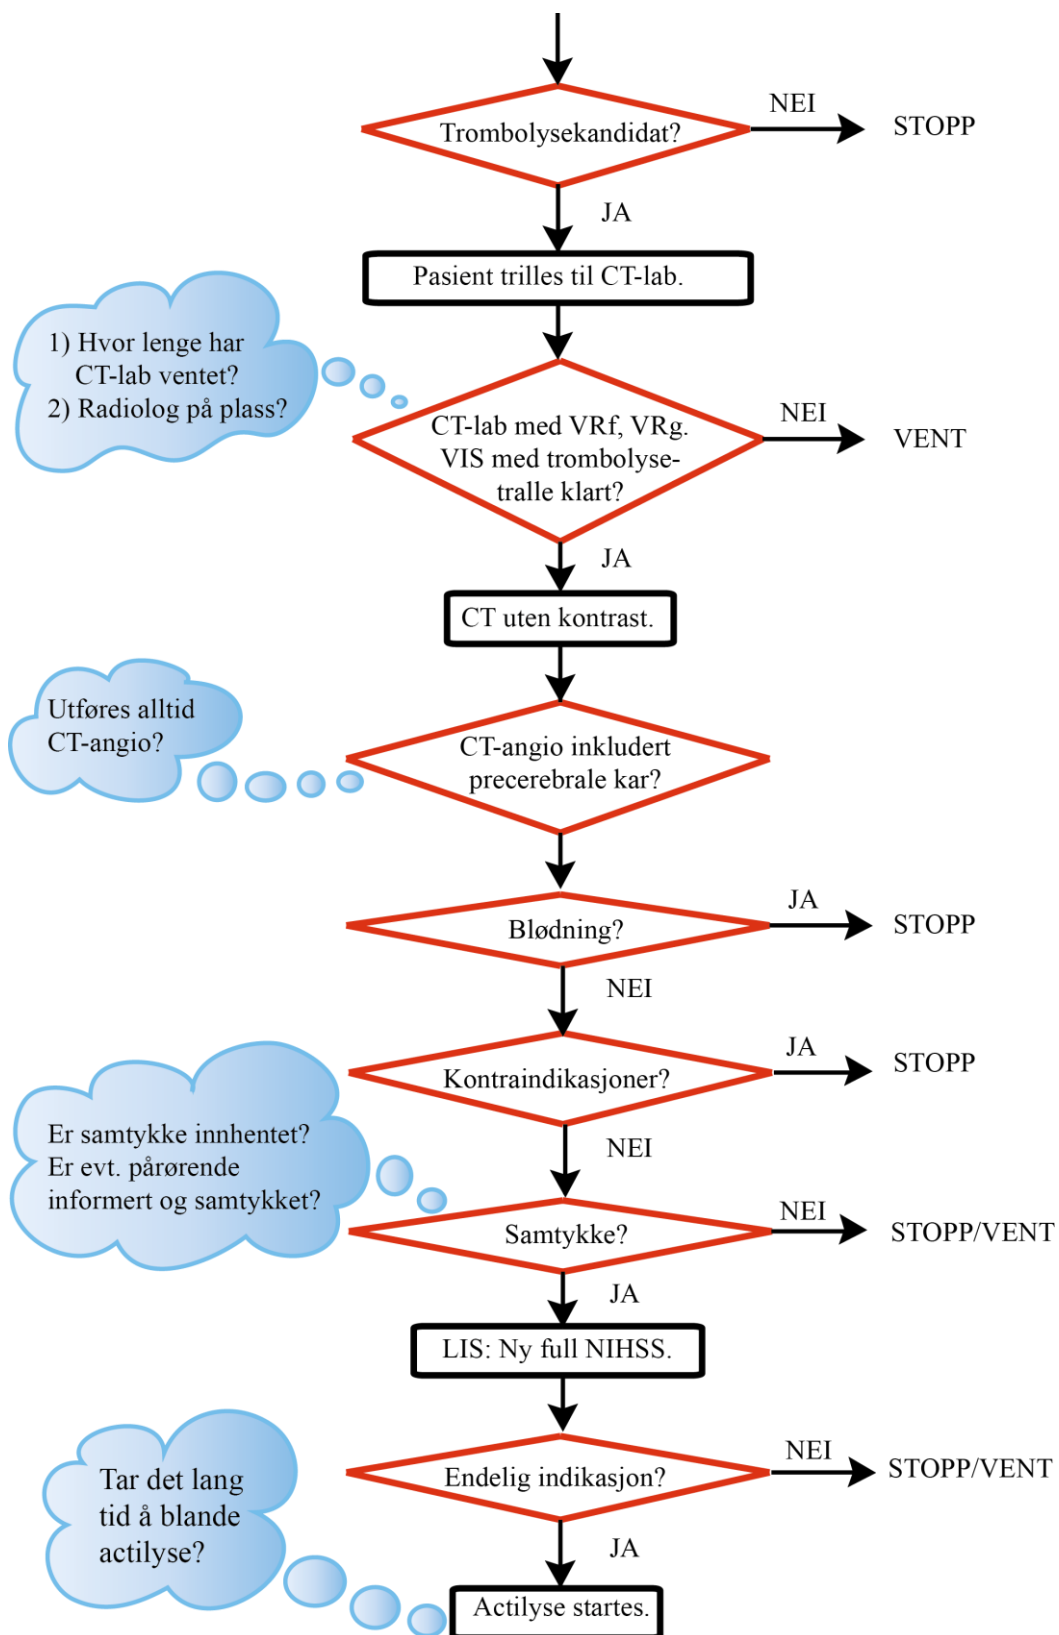 Trombolysekandidat?
NEI
STOPP
JA
Pasient trilles til CT-lab.
1) Hvor lenge har
CT-lab ventet?
2) Radiolog på plass?
CT-lab med VRf, VRg.
VIS med trombolyse-
tralle klart?
NEI
VENT
JA
CT uten kontrast.
Utføres alltid
CT-angio?
CT-angio inkludert
precerebrale kar?
Blødning?
JA
STOPP
NEI
Kontraindikasjoner?
JA
STOPP
NEI
Er samtykke innhentet?
Er evt. pårørende
informert og samtykket?
Samtykke?
NEI
STOPP/VENT
JA
LIS: Ny full NIHSS.
Endelig indikasjon?
NEI
STOPP/VENT
JA
Tar det lang
tid å blande
actilyse?
Actilyse startes.